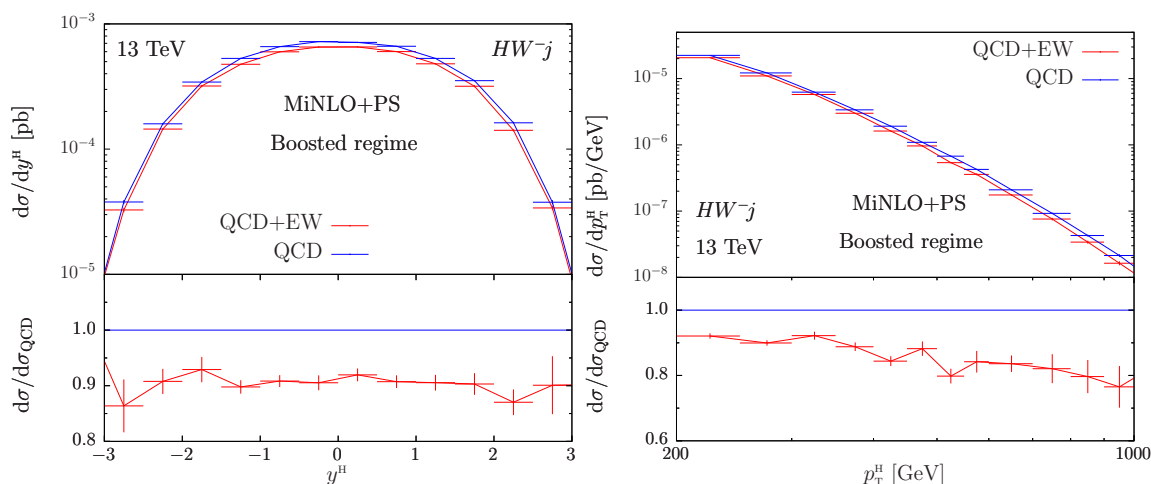 10⁻³
10⁻⁴
10⁻⁵
dσ/dyᴴ [pb]
13 TeV
HW⁻j
MiNLO+PS
Boosted regime
QCD+EW
QCD
1.0
0.9
0.8
dσ/dσ_QCD
−3 −2 −1 0 1 2 3
yᴴ
10⁻⁵
10⁻⁶
10⁻⁷
10⁻⁸
dσ/dp_T^H [pb/GeV]
QCD+EW
QCD
HW⁻j
13 TeV
MiNLO+PS
Boosted regime
1.0
0.8
0.6
dσ/dσ_QCD
200 1000
p_T^H [GeV]